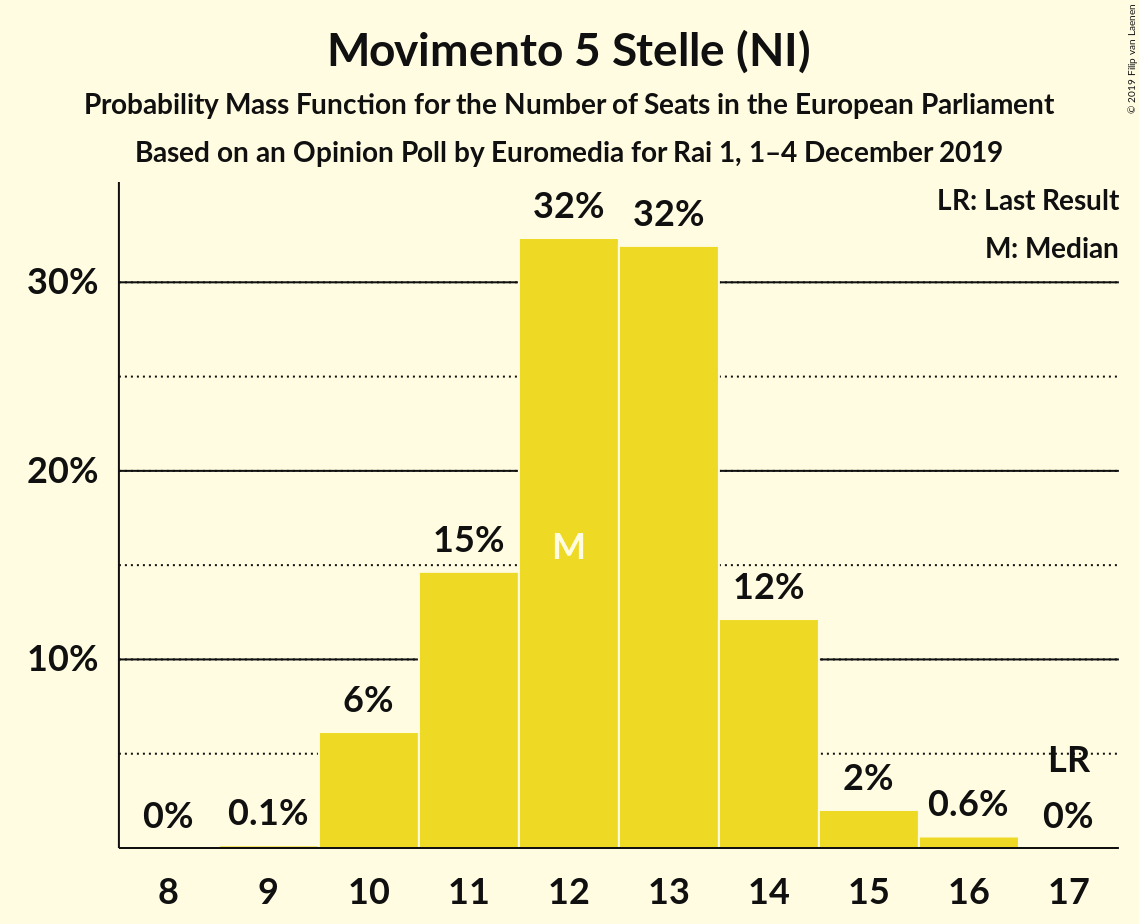 Movimento 5 Stelle (NI)
Probability Mass Function for the Number of Seats in the European Parliament
Based on an Opinion Poll by Euromedia for Rai 1, 1–4 December 2019
© 2019 Filip van Laenen
LR: Last Result
M: Median
30%
20%
10%
0%
0.1%
6%
15%
32%
M
32%
12%
2%
0.6%
LR
0%
8 9 10 11 12 13 14 15 16 17